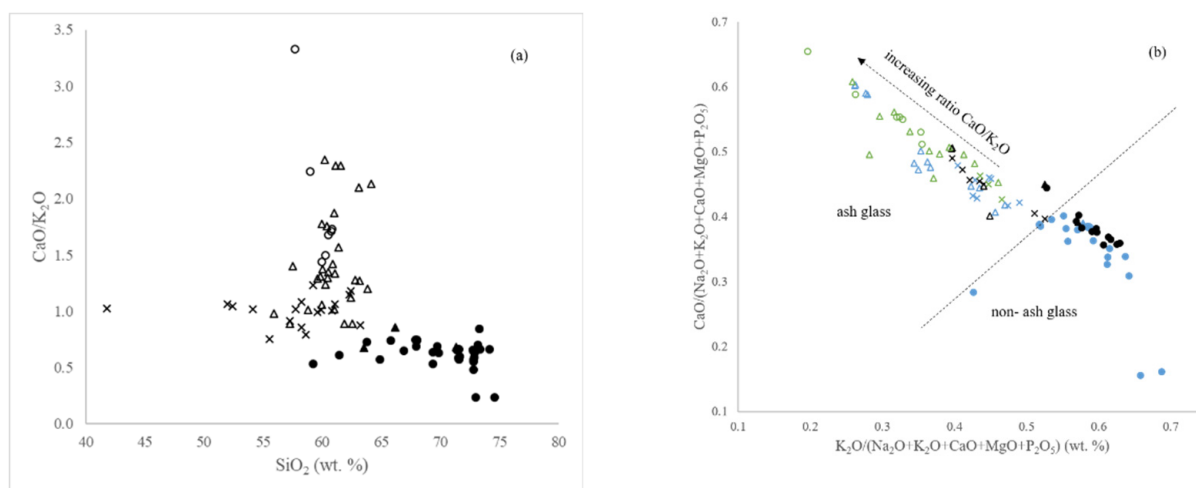 (a)
CaO/K₂O
3.5
3.0
2.5
2.0
1.5
1.0
0.5
0.0
40 45 50 55 60 65 70 75 80
SiO₂ (wt. %)
(b)
CaO/(Na₂O+K₂O+CaO+MgO+P₂O₅)
0.7
0.6
0.5
0.4
0.3
0.2
0.1
increasing ratio CaO/K₂O
ash glass
non- ash glass
0.1 0.2 0.3 0.4 0.5 0.6 0.7
K₂O/(Na₂O+K₂O+CaO+MgO+P₂O₅) (wt. %)